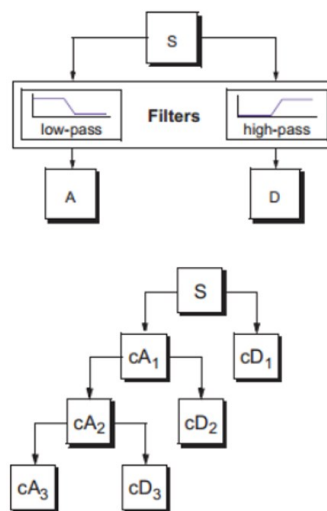 S
Filters
low-pass
high-pass
A
D
S
cA₁
cD₁
cA₂
cD₂
cA₃
cD₃